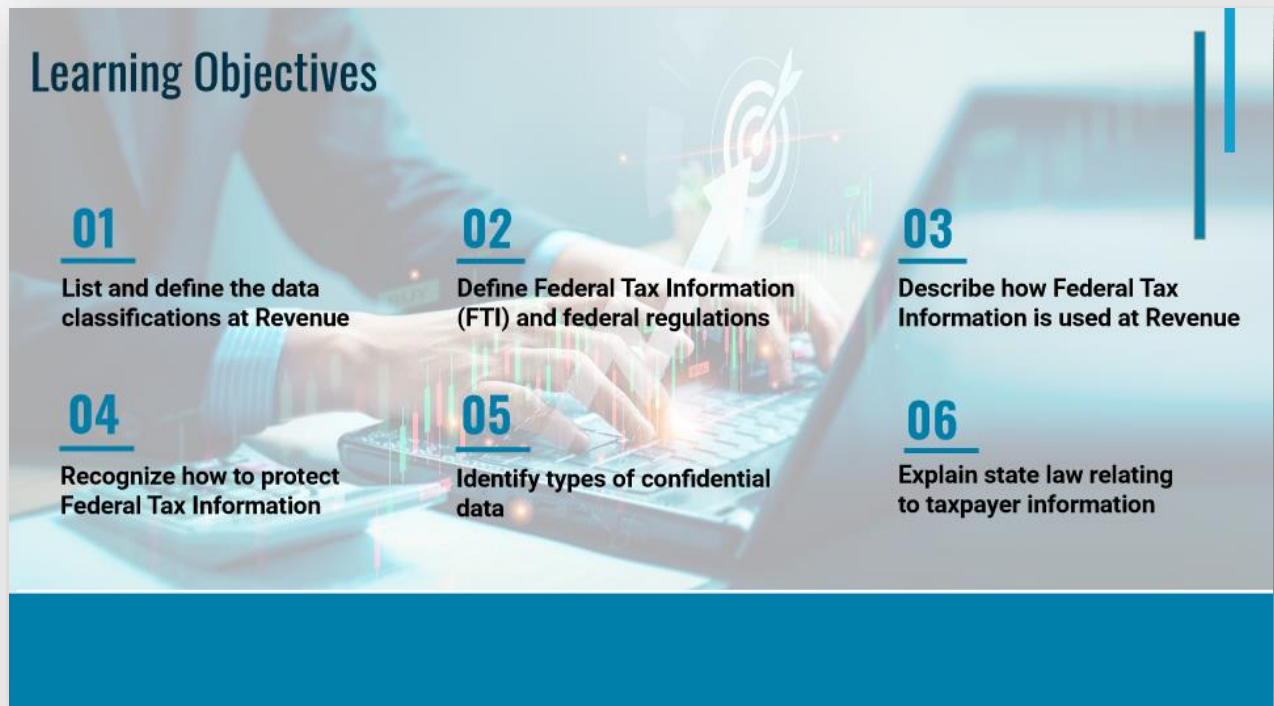 Learning Objectives
01
List and define the data
classifications at Revenue
02
Define Federal Tax Information
(FTI) and federal regulations
03
Describe how Federal Tax
Information is used at Revenue
04
Recognize how to protect
Federal Tax Information
05
Identify types of confidential
data
06
Explain state law relating
to taxpayer information